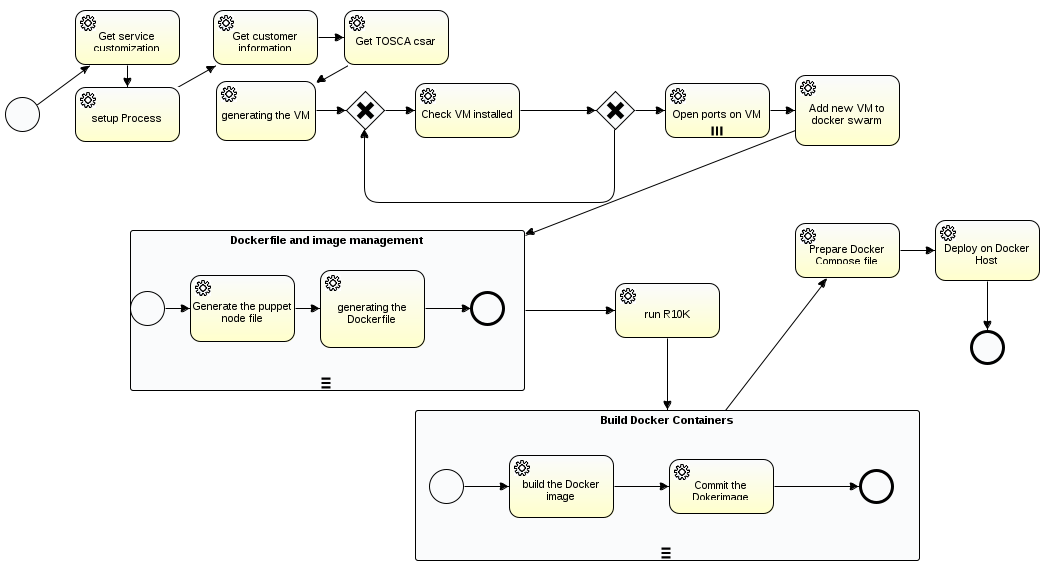 Get service
customization
setup Process
Get customer
information
Get TOSCA csar
generating the VM
Check VM installed
Open ports on VM
Add new VM to
docker swarm
Dockerfile and image management
Generate the puppet
node file
generating the
Dockerfile
run R10K
Prepare Docker
Compose file
Deploy on Docker
Host
Build Docker Containers
build the Docker
image
Commit the
Dokerimage